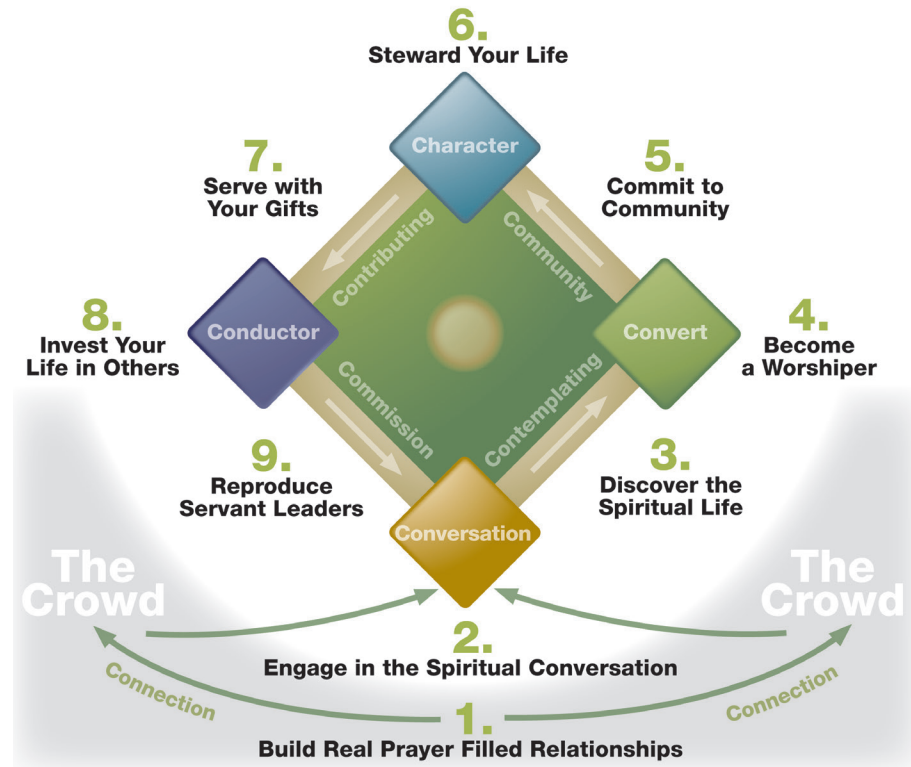 6.
Steward Your Life
Character
7.
Serve with
Your Gifts
5.
Commit to
Community
Contributing
Community
8.
Invest Your
Life in Others
Conductor
Convert
4.
Become
a Worshiper
Commission
Contemplating
9.
Reproduce
Servant Leaders
3.
Discover the
Spiritual Life
Conversation
The
Crowd
The
Crowd
2.
Engage in the Spiritual Conversation
Connection
Connection
1.
Build Real Prayer Filled Relationships